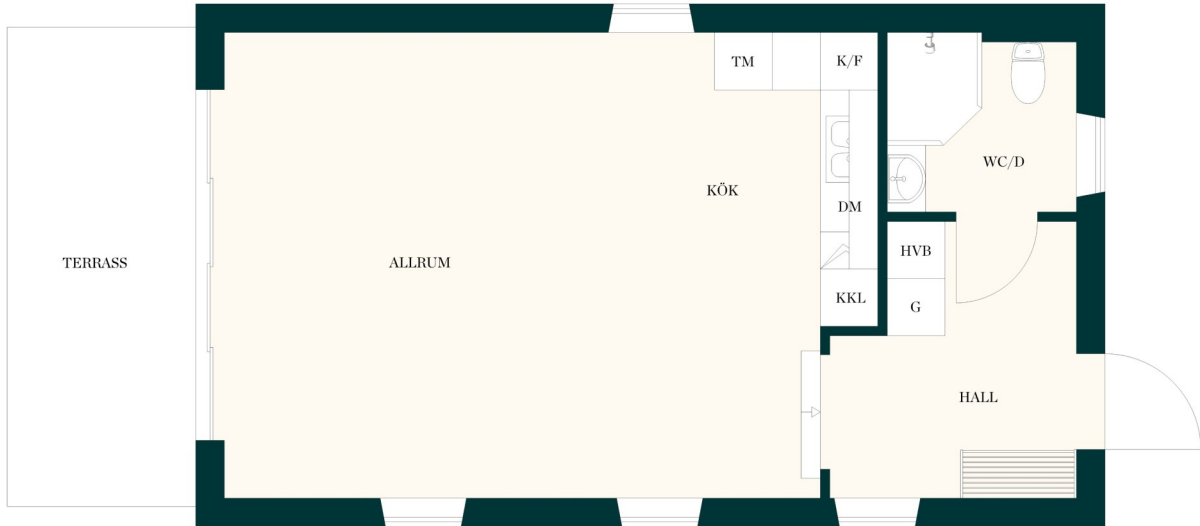 TM
K/F
WC/D
KÖK
DM
HVB
TERRASS
ALLRUM
KKL
G
HALL